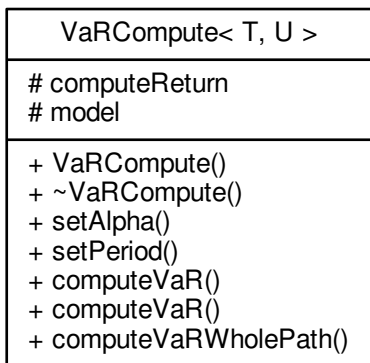 VaRCompute< T, U >
# computeReturn
# model
+ VaRCompute()
+ ~VaRCompute()
+ setAlpha()
+ setPeriod()
+ computeVaR()
+ computeVaR()
+ computeVaRWholePath()